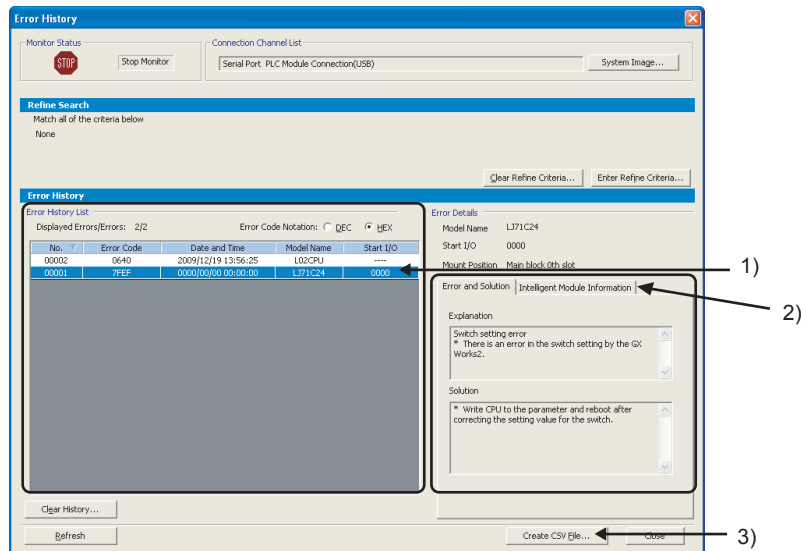 Error History
Monitor Status
STOP
Stop Monitor
Connection Channel List
Serial Port PLC Module Connection(USB)
System Image...
Refine Search
Match all of the criteria below
None
Clear Refine Criteria...
Enter Refine Criteria...
Error History
Error History List
Displayed Errors/Errors: 2/2
Error Code Notation: DEC HEX
No. Error Code Date and Time Model Name Start I/O
00002 0640 2009/12/19 13:56:25 L02CPU ----
00001 7FEF 0000/00/00 00:00:00 LJ71C24 0000
Error Details
Model Name LJ71C24
Start I/O 0000
Mount Position Main block 0th slot
1)
Error and Solution
Intelligent Module Information
2)
Explanation
Switch setting error
* There is an error in the switch setting by the GX
Works2.
Solution
* Write CPU to the parameter and reboot after
correcting the setting value for the switch.
Clear History...
Refresh
Create CSV File...
Close
3)